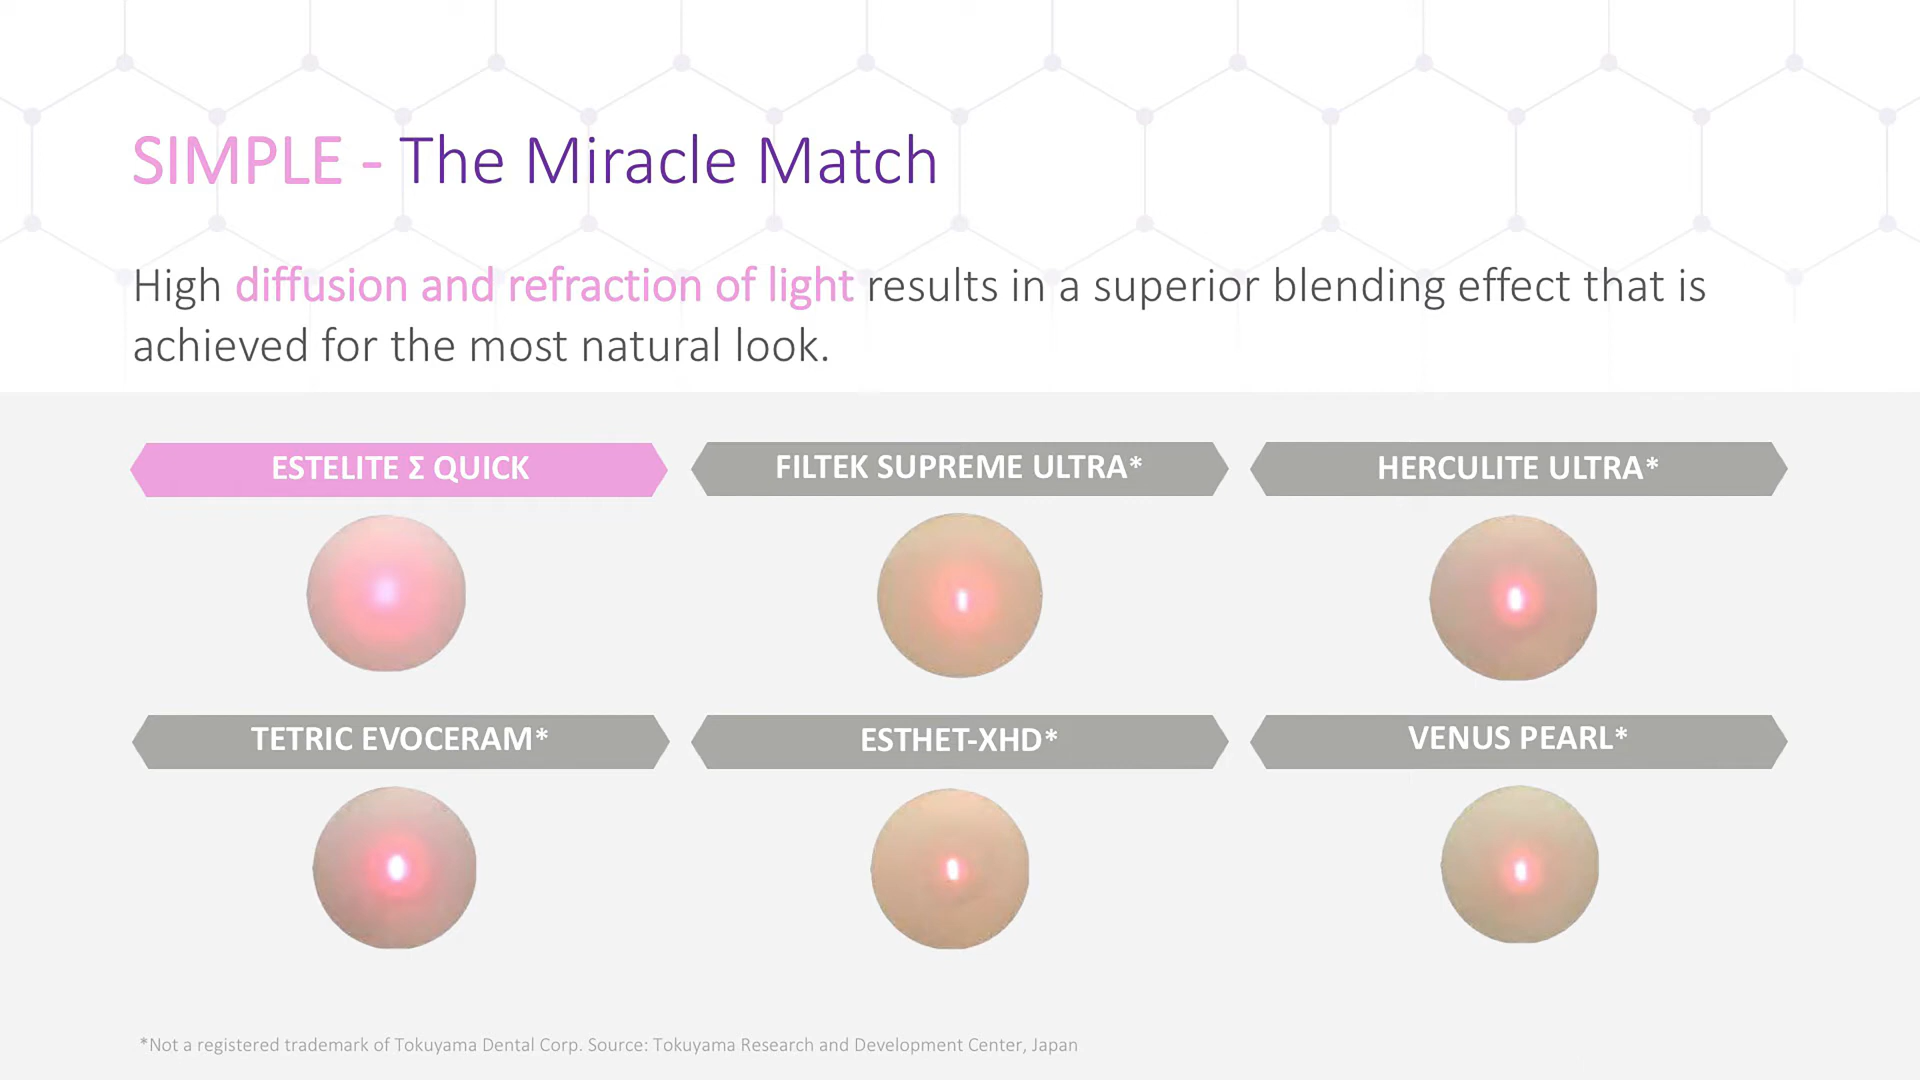 SIMPLE - The Miracle Match
High diffusion and refraction of light results in a superior blending effect that is
achieved for the most natural look.
ESTELITE Σ QUICK
FILTEK SUPREME ULTRA*
HERCULITE ULTRA*
TETRIC EVOCERAM*
ESTHET-XHD*
VENUS PEARL*
*Not a registered trademark of Tokuyama Dental Corp. Source: Tokuyama Research and Development Center, Japan